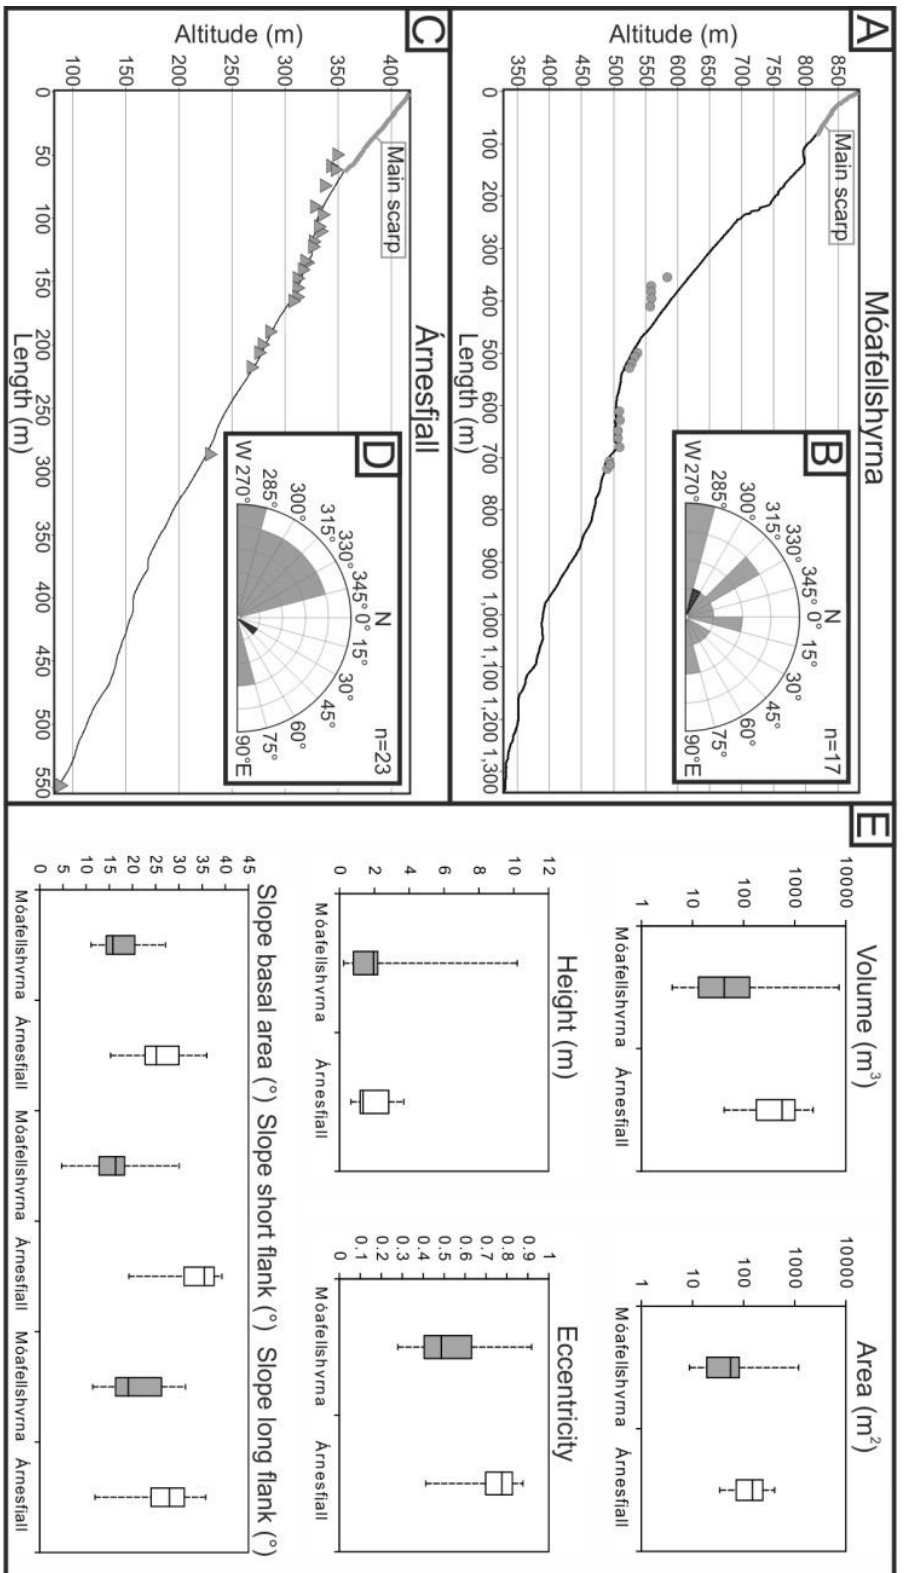 A
Móafellshyrna
Altitude (m)
850
800
750
700
650
600
550
500
450
400
350
Main scarp
0 100 200 300 400 500 600 700 800 900 1,000 1,100 1,200 1,300
Length (m)
B
n=17
N
W 270° 285° 300° 315° 330° 345° 0° 15° 30° 45° 60° 75° 90°E
C
Árnesfjall
Altitude (m)
400
350
300
250
200
150
100
Main scarp
0 50 100 150 200 250 300 350 400 450 500 550
Length (m)
D
n=23
N
W 270° 285° 300° 315° 330° 345° 0° 15° 30° 45° 60° 75° 90°E
E
Volume (m³)
10000
1000
100
10
1
Móafellshyrna Árnesfjall
Area (m²)
10000
1000
100
10
1
Móafellshyrna Árnesfjall
Height (m)
12
10
8
6
4
2
0
Móafellshyrna Árnesfjall
Eccentricity
1
0.9
0.8
0.7
0.6
0.5
0.4
0.3
0.2
0.1
0
Móafellshyrna Árnesfjall
Slope basal area (°) Slope short flank (°) Slope long flank (°)
45
40
35
30
25
20
15
10
5
0
Móafellshyrna Árnesfjall Móafellshyrna Árnesfjall Móafellshyrna Árnesfjall